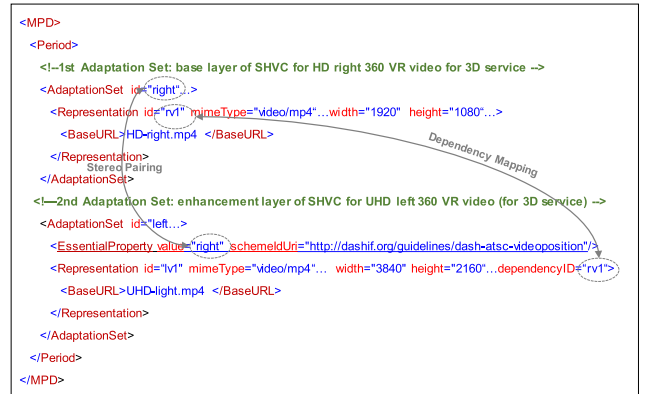 <MPD>
<Period>
<!--1st Adaptation Set: base layer of SHVC for HD right 360 VR video for 3D service -->
<AdaptationSet id="right"...>
<Representation id="rv1" mimeType="video/mp4"...width="1920" height="1080"...>
<BaseURL>HD-right.mp4 </BaseURL>
</Representation>
Stereo Pairing
Dependency Mapping
</AdaptationSet>
<!—2nd Adaptation Set: enhancement layer of SHVC for UHD left 360 VR video (for 3D service) -->
<AdaptationSet id="left...>
<EssentialProperty value="right" schemeIdUri="http://dashif.org/guidelines/dash-atsc-videoposition"/>
<Representation id="lv1" mimeType="video/mp4"... width="3840" height="2160"...dependencyID="rv1">
<BaseURL>UHD-light.mp4 </BaseURL>
</Representation>
</AdaptationSet>
</Period>
</MPD>